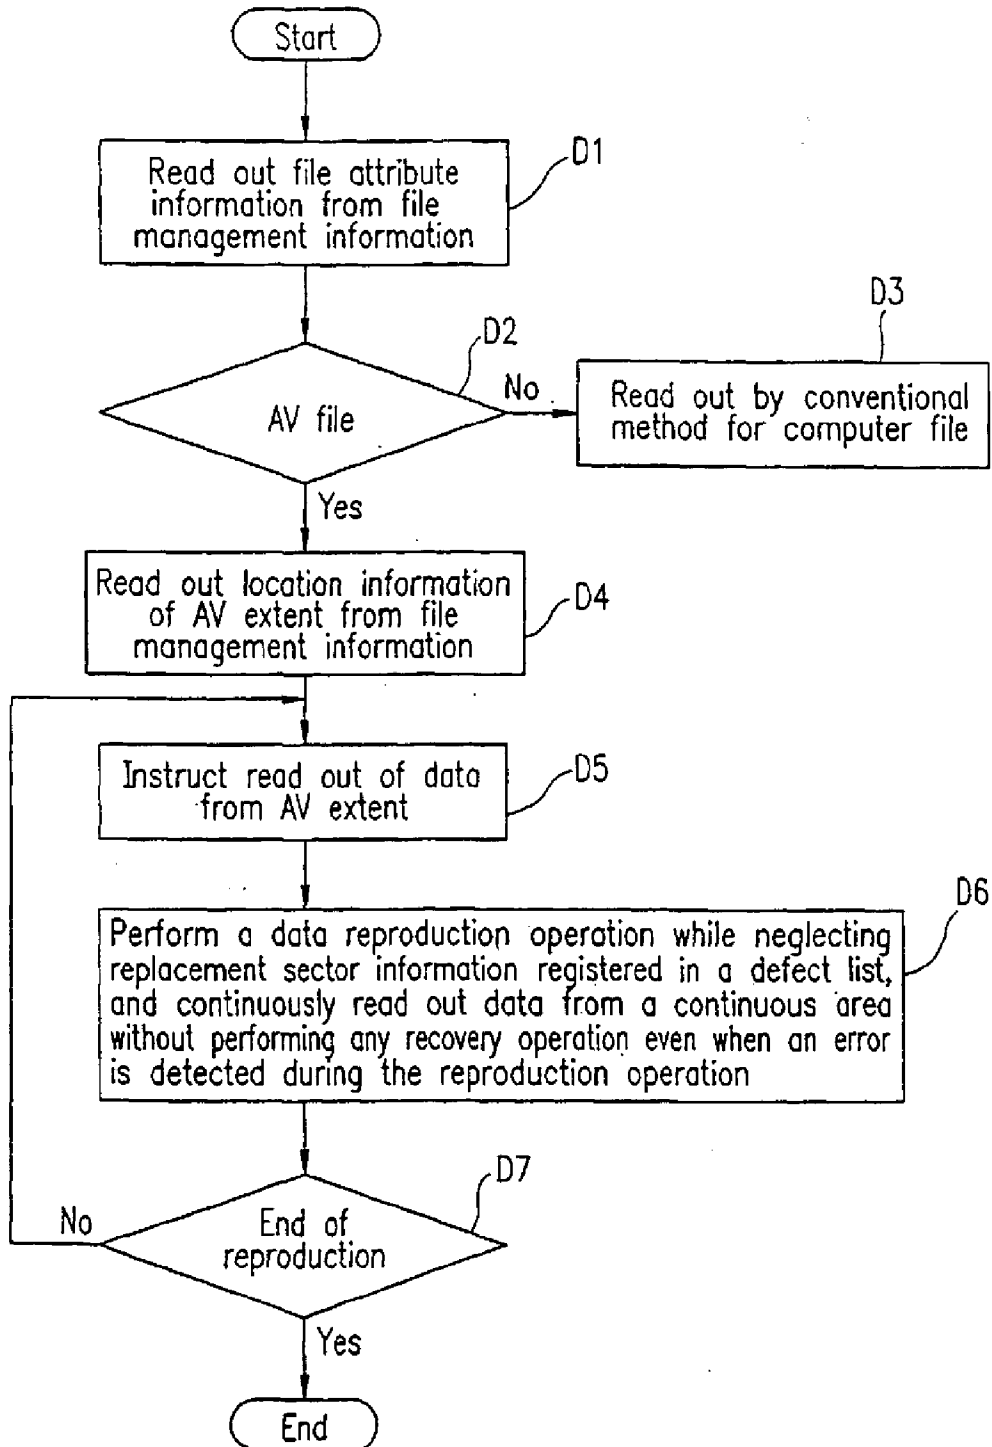 Start
D1
Read out file attribute
information from file
management information
D2
AV file
No
D3
Read out by conventional
method for computer file
Yes
Read out location information
of AV extent from file
management information
D4
Instruct read out of data
from AV extent
D5
D6
Perform a data reproduction operation while neglecting
replacement sector information registered in a defect list,
and continuously read out data from a continuous area
without performing any recovery operation even when an error
is detected during the reproduction operation
D7
End of
reproduction
No
Yes
End